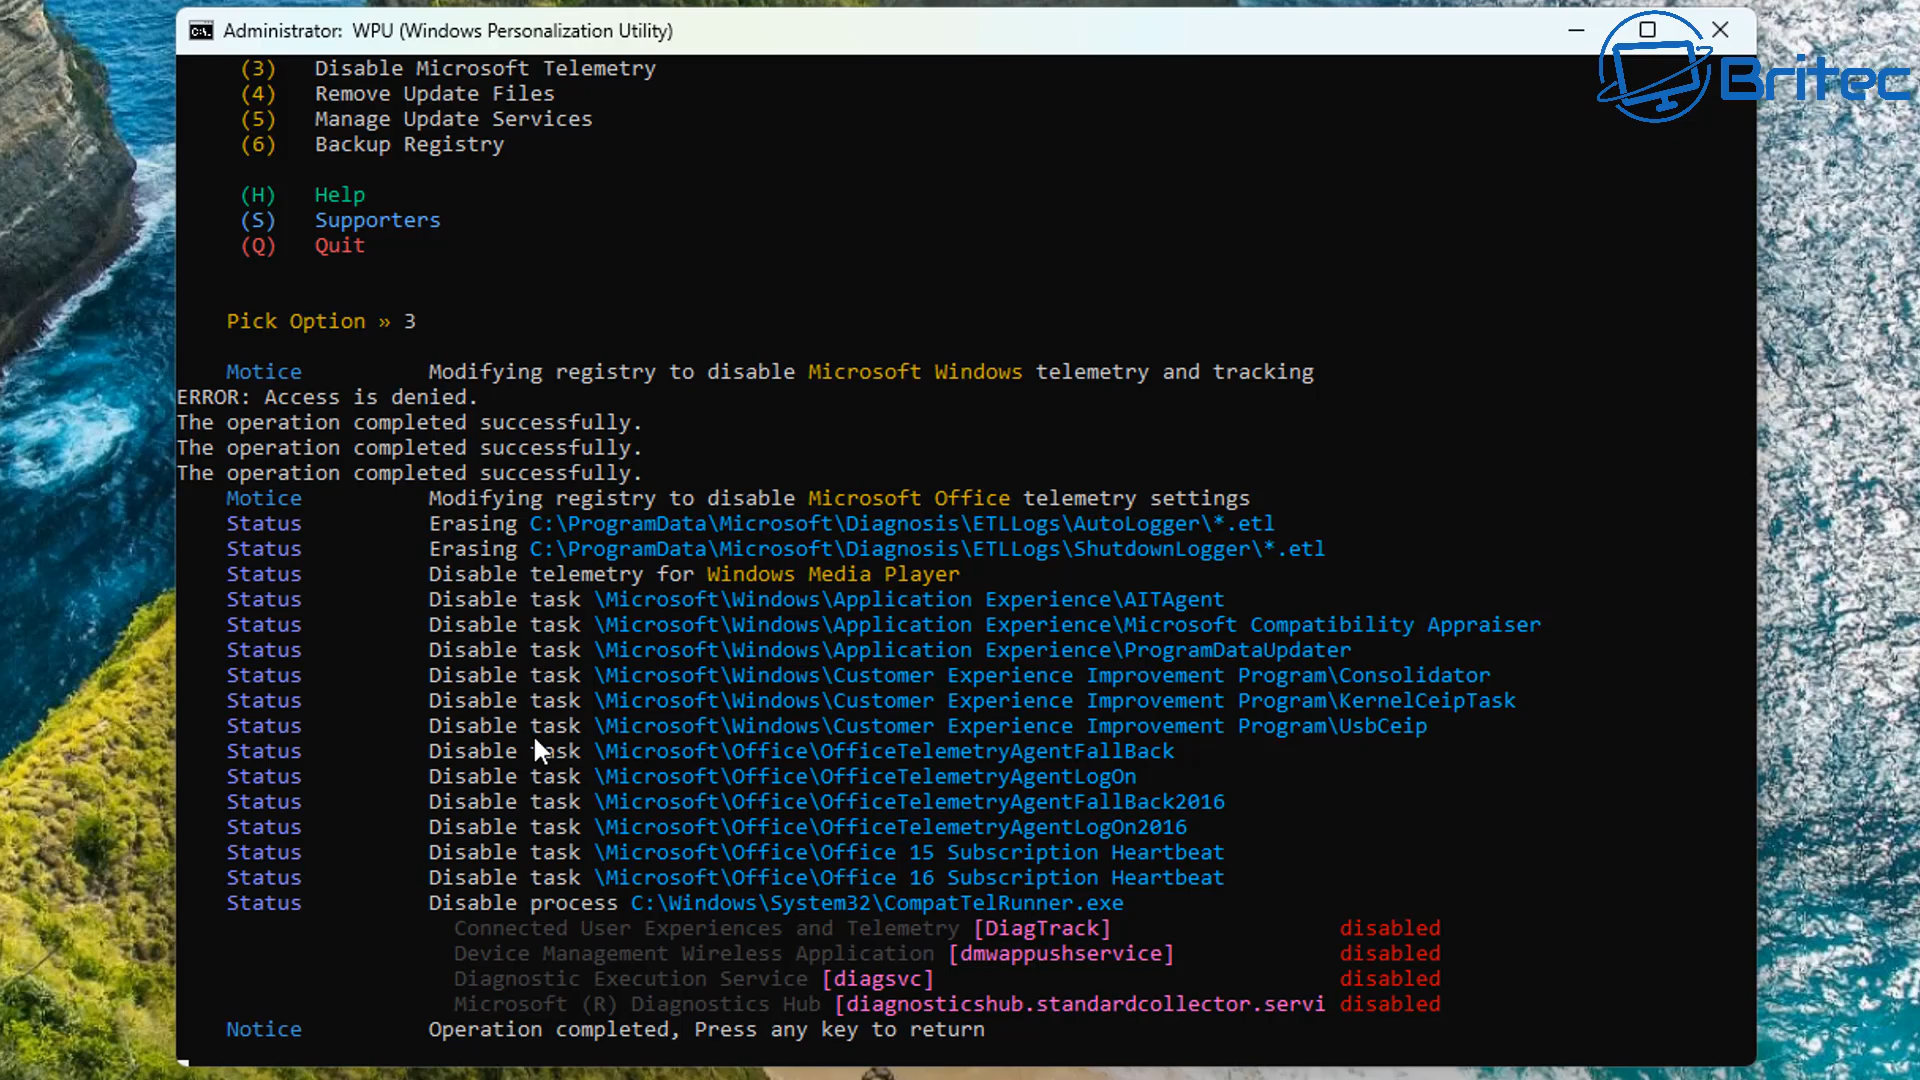 Administrator: WPU (Windows Personalization Utility)
Britec
(3) Disable Microsoft Telemetry
(4) Remove Update Files
(5) Manage Update Services
(6) Backup Registry
(H) Help
(S) Supporters
(Q) Quit
Pick Option » 3
Motice Modifying registry to disable Microsoft Windows telemetry and tracking
ERROR: Access is denied.
The operation completed successfully.
The operation completed successfully.
The operation completed successfully.
Motice Modifying registry to disable Microsoft Office telemetry settings
Status Erasing C:\ProgramData\Microsoft\Diagnosis\ETLLogs\AutoLogger\*.etl
Status Erasing C:\ProgramData\Microsoft\Diagnosis\ETLLogs\ShutdownLogger\*.etl
Status Disable telemetry for Windows Media Player
Status Disable task \Microsoft\Windows\Application Experience\AITAgent
Status Disable task \Microsoft\Windows\Application Experience\Microsoft Compatibility Appraiser
Status Disable task \Microsoft\Windows\Application Experience\ProgramDataUpdater
Status Disable task \Microsoft\Windows\Customer Experience Improvement Program\Consolidator
Status Disable task \Microsoft\Windows\Customer Experience Improvement Program\KernelCeipTask
Status Disable task \Microsoft\Windows\Customer Experience Improvement Program\UsbCeip
Status Disable task \Microsoft\Office\OfficeTelemetryAgentFallBack
Status Disable task \Microsoft\Office\OfficeTelemetryAgentLogOn
Status Disable task \Microsoft\Office\OfficeTelemetryAgentFallBack2016
Status Disable task \Microsoft\Office\OfficeTelemetryAgentLogOn2016
Status Disable task \Microsoft\Office\Office 15 Subscription Heartbeat
Status Disable task \Microsoft\Office\Office 16 Subscription Heartbeat
Status Disable process C:\Windows\System32\CompatTelRunner.exe
Connected User Experiences and Telemetry [DiagTrack] disabled
Device Management Wireless Application [dmwappushservice] disabled
Diagnostic Execution Service [diagsvc] disabled
Microsoft (R) Diagnostics Hub [diagnosticshub.standardcollector.servi disabled
Notice Operation completed, Press any key to return